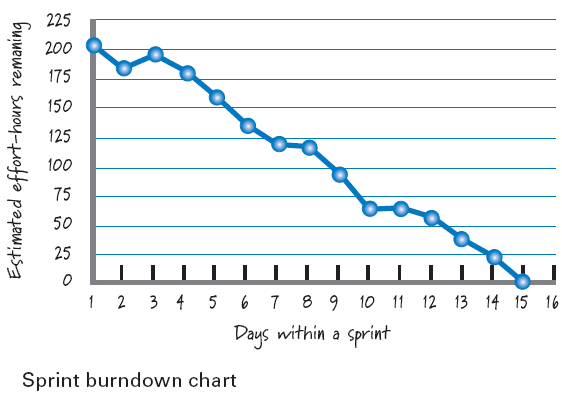 Estimated effort-hours remaining
225
200
175
150
125
100
75
50
25
0
1 2 3 4 5 6 7 8 9 10 11 12 13 14 15 16
Days within a sprint
Sprint burndown chart